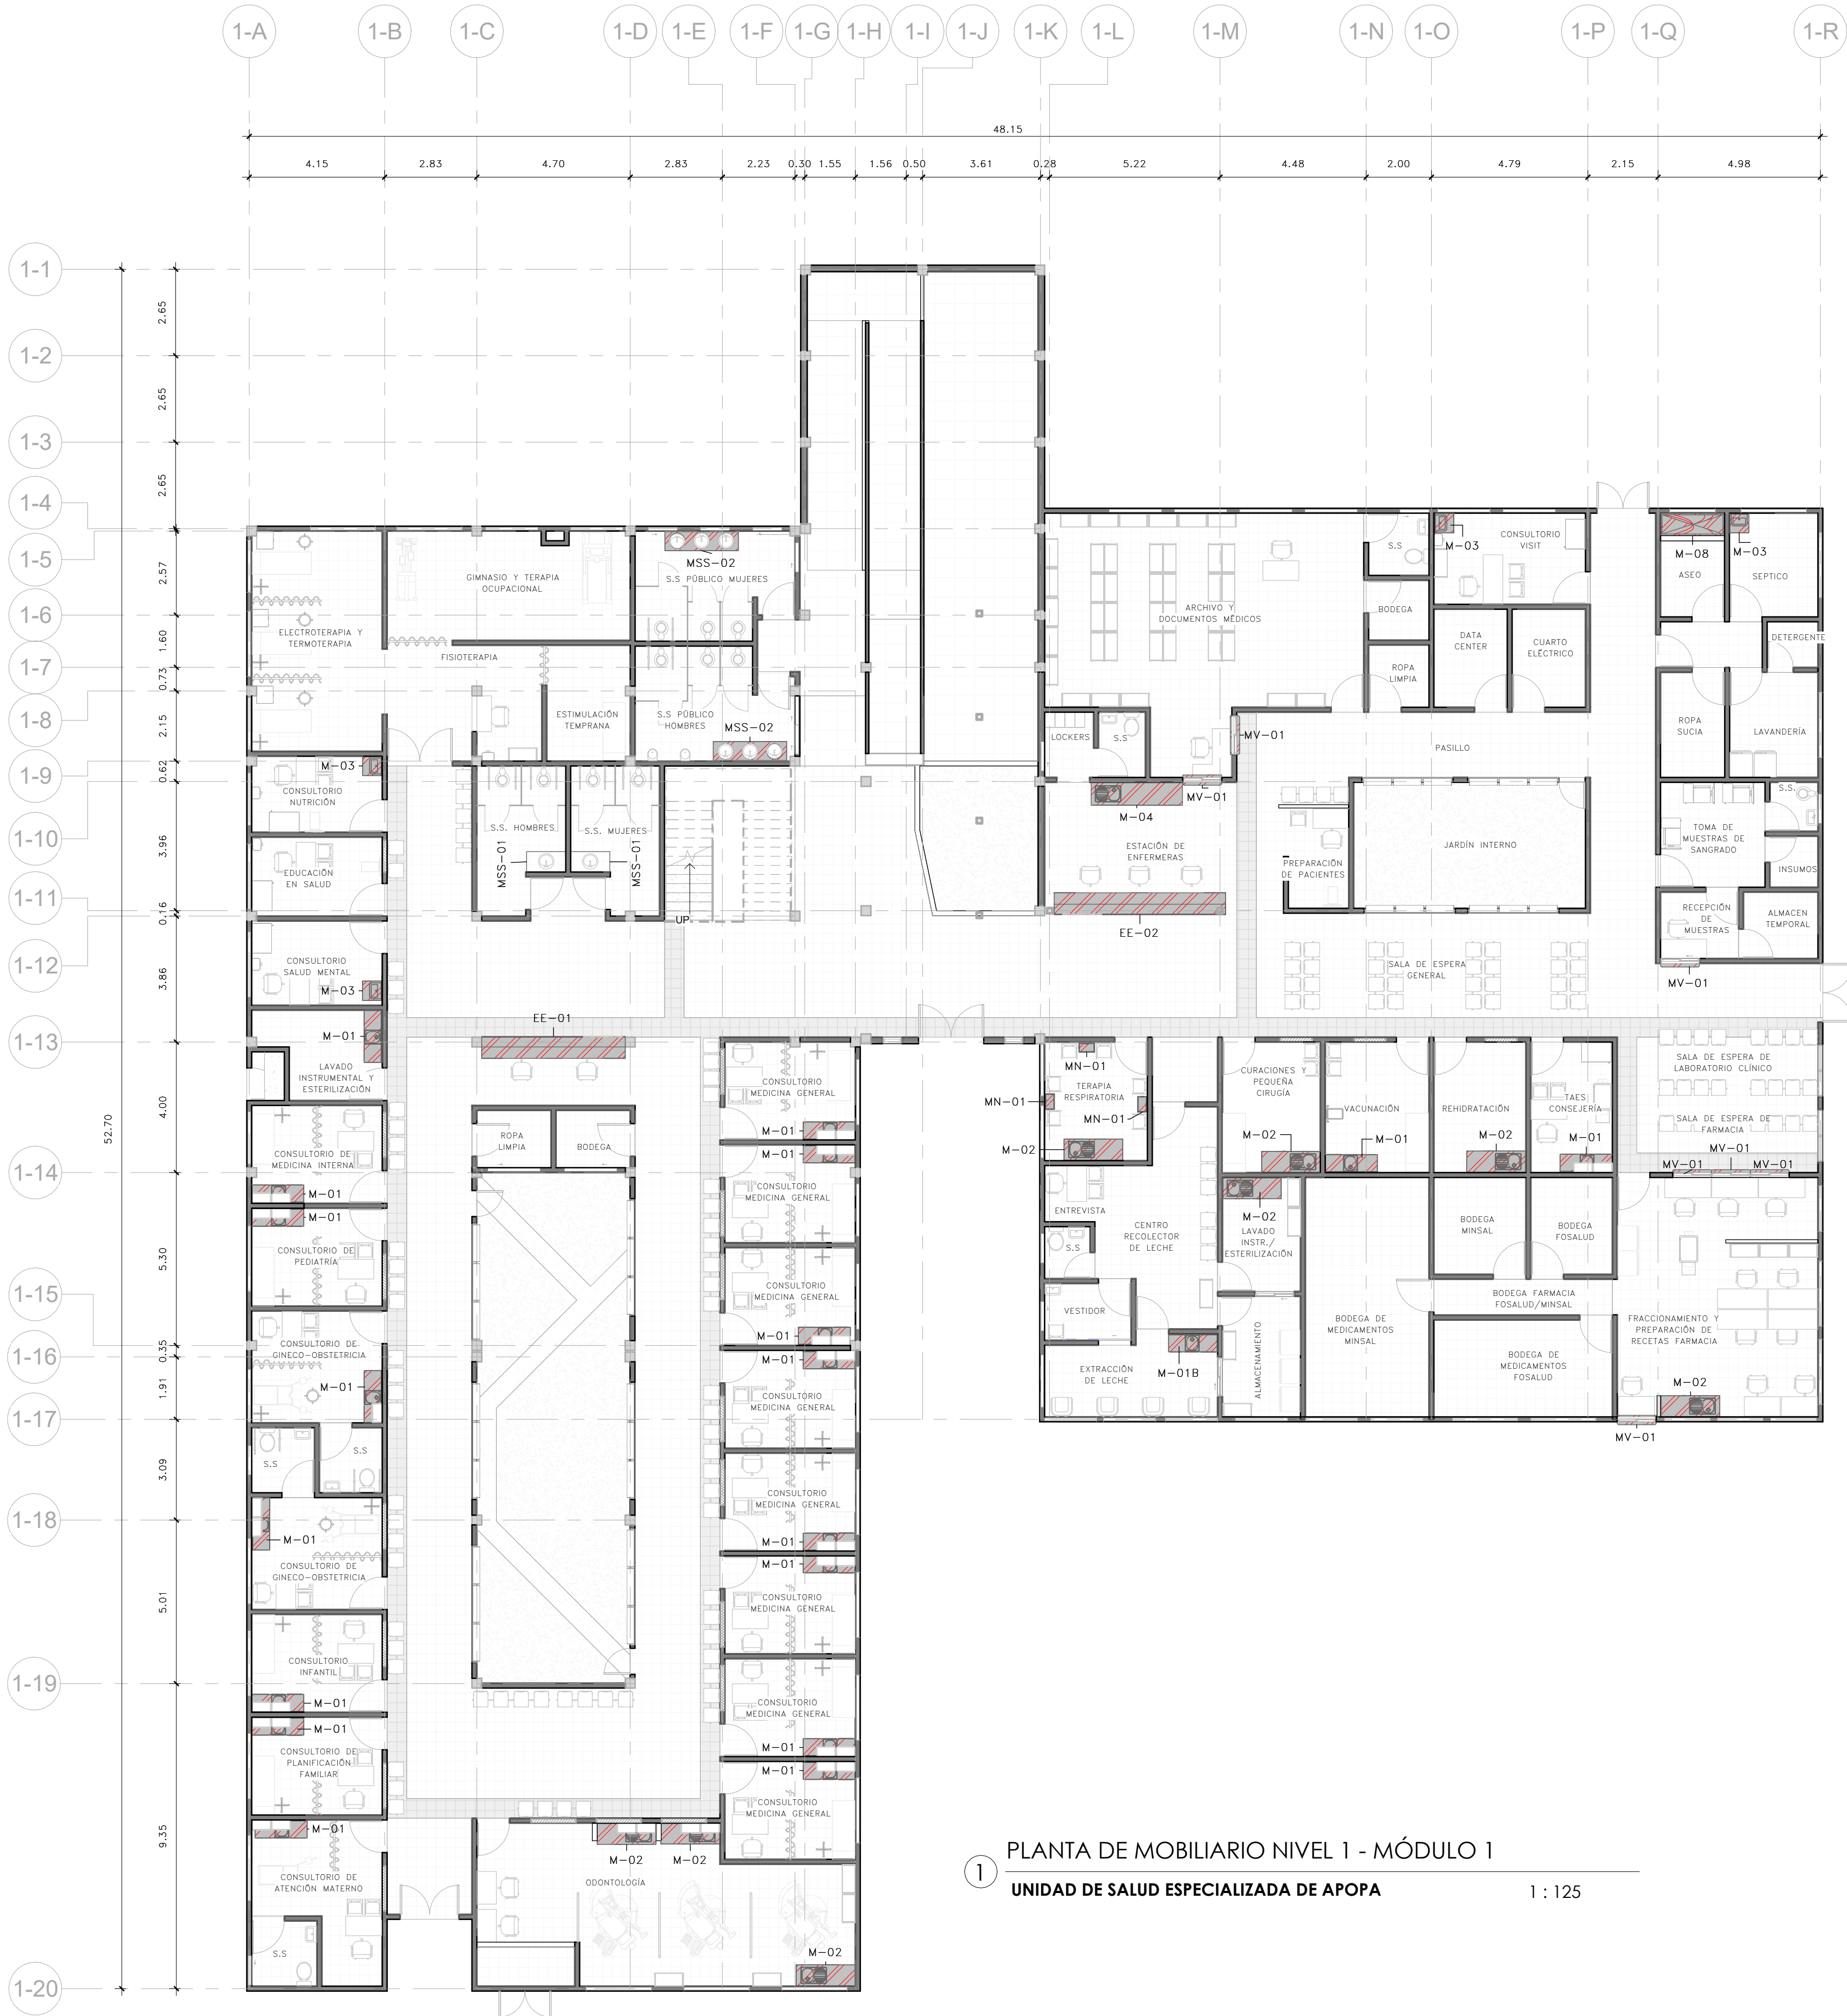 1-A 1-B 1-C 1-D 1-E 1-F 1-G 1-H 1-I 1-J 1-K 1-L 1-M 1-N 1-O 1-P 1-Q 1-R
48.15
4.15 2.83 4.70 2.83 2.23 0.30 1.55 1.56 0.50 3.61 0.28 5.22 4.48 2.00 4.79 2.15 4.98
1-1
1-2
1-3
1-4
1-5
1-6
1-7
1-8
1-9
1-10
1-11
1-12
1-13
1-14
1-15
1-16
1-17
1-18
1-19
1-20
52.70
2.65
2.65
2.65
2.57
1.60
0.73
2.15
0.62
3.96
0.16
3.86
4.00
5.30
0.35
1.91
3.09
5.01
9.35
MSS-02
S.S PÚBLICO MUJERES
GIMNASIO Y TERAPIA
OCUPACIONAL
ELECTROTERAPIA Y
TERMOTERAPIA
FISIOTERAPIA
ESTIMULACIÓN
TEMPRANA
S.S PÚBLICO
HOMBRES
MSS-02
M-03
CONSULTORIO
NUTRICIÓN
S.S. HOMBRES
S.S. MUJERES
MSS-01
MSS-01
UP
EDUCACIÓN
EN SALUD
CONSULTORIO
SALUD MENTAL
M-03
EE-01
M-01
LAVADO
INSTRUMENTAL Y
ESTERILIZACIÓN
ROPA
LIMPIA
BODEGA
CONSULTORIO DE
MEDICINA INTERNA
M-01
M-01
CONSULTORIO DE
PEDIATRÍA
CONSULTORIO DE
GINECO-OBSTETRICIA
M-01
S.S
S.S
M-01
CONSULTORIO DE
GINECO-OBSTETRICIA
CONSULTORIO
INFANTIL
M-01
M-01
CONSULTORIO DE
PLANIFICACIÓN
FAMILIAR
M-01
CONSULTORIO DE
ATENCIÓN MATERNO
S.S
CONSULTORIO
MEDICINA GENERAL
M-01
M-01
CONSULTORIO
MEDICINA GENERAL
CONSULTORIO
MEDICINA GENERAL
M-01
M-01
CONSULTORIO
MEDICINA GENERAL
CONSULTORIO
MEDICINA GENERAL
M-01
M-01
CONSULTORIO
MEDICINA GENERAL
CONSULTORIO
MEDICINA GENERAL
M-01
M-01
CONSULTORIO
MEDICINA GENERAL
M-02 M-02
ODONTOLOGÍA
M-02
ARCHIVO Y
DOCUMENTOS MÉDICOS
S.S
BODEGA
ROPA
LIMPIA
M-03
CONSULTORIO
VISIT
DATA
CENTER
CUARTO
ELÉCTRICO
M-08
ASEO
M-03
SEPTICO
DETERGENTE
ROPA
SUCIA
LAVANDERÍA
LOCKERS
S.S
MV-01
MV-01
M-04
PASILLO
ESTACIÓN DE
ENFERMERAS
EE-02
PREPARACIÓN
DE PACIENTES
JARDÍN INTERNO
TOMA DE
MUESTRAS DE
SANGRADO
S.S.
INSUMOS
RECEPCIÓN
DE
MUESTRAS
ALMACEN
TEMPORAL
MV-01
SALA DE ESPERA
GENERAL
MN-01
TERAPIA
RESPIRATORIA
MN-01
MN-01
M-02
CURACIONES Y
PEQUEÑA
CIRUGÍA
M-02
VACUNACIÓN
M-01
REHIDRATACIÓN
M-02
TAES
CONSEJERÍA
M-01
SALA DE ESPERA DE
LABORATORIO CLÍNICO
SALA DE ESPERA DE
FARMACIA
MV-01
MV-01 MV-01
ENTREVISTA
S.S
CENTRO
RECOLECTOR
DE LECHE
M-02
LAVADO
INSTR./
ESTERILIZACIÓN
VESTIDOR
EXTRACCIÓN
DE LECHE
M-01B
ALMACENAMIENTO
BODEGA DE
MEDICAMENTOS
MINSAL
BODEGA
MINSAL
BODEGA
FOSALUD
BODEGA FARMACIA
FOSALUD/MINSAL
BODEGA DE
MEDICAMENTOS
FOSALUD
FRACCIONAMIENTO Y
PREPARACIÓN DE
RECETAS FARMACIA
M-02
MV-01
1 PLANTA DE MOBILIARIO NIVEL 1 - MÓDULO 1
UNIDAD DE SALUD ESPECIALIZADA DE APOPA 1 : 125